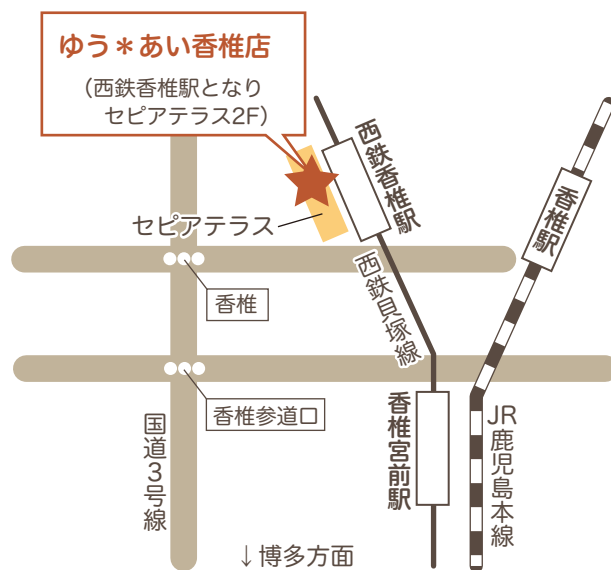 ゆう＊あい香椎店
（西鉄香椎駅となり
セピアテラス2F）
西鉄香椎駅
香椎駅
セピアテラス
香椎
西鉄貝塚線
香椎参道口
香椎宮前駅
JR鹿児島本線
国道3号線
↓博多方面